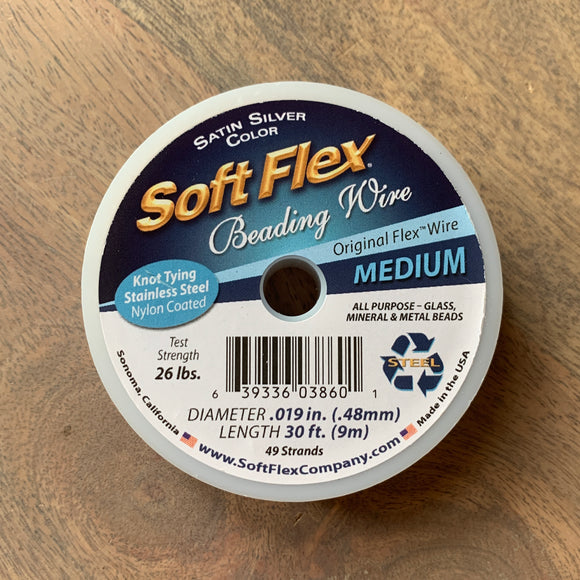 SATIN SILVER
COLOR
Soft Flex®
Beading Wire
Original Flex™ Wire
MEDIUM
Knot Tying
Stainless Steel
Nylon Coated
ALL PURPOSE – GLASS,
MINERAL & METAL BEADS
Test
Strength
26 lbs.
STEEL
6 39336 03860 1
DIAMETER .019 in. (.48mm)
LENGTH 30 ft. (9m)
49 Strands
Sonoma, California
www.SoftFlexCompany.com
Made in the USA